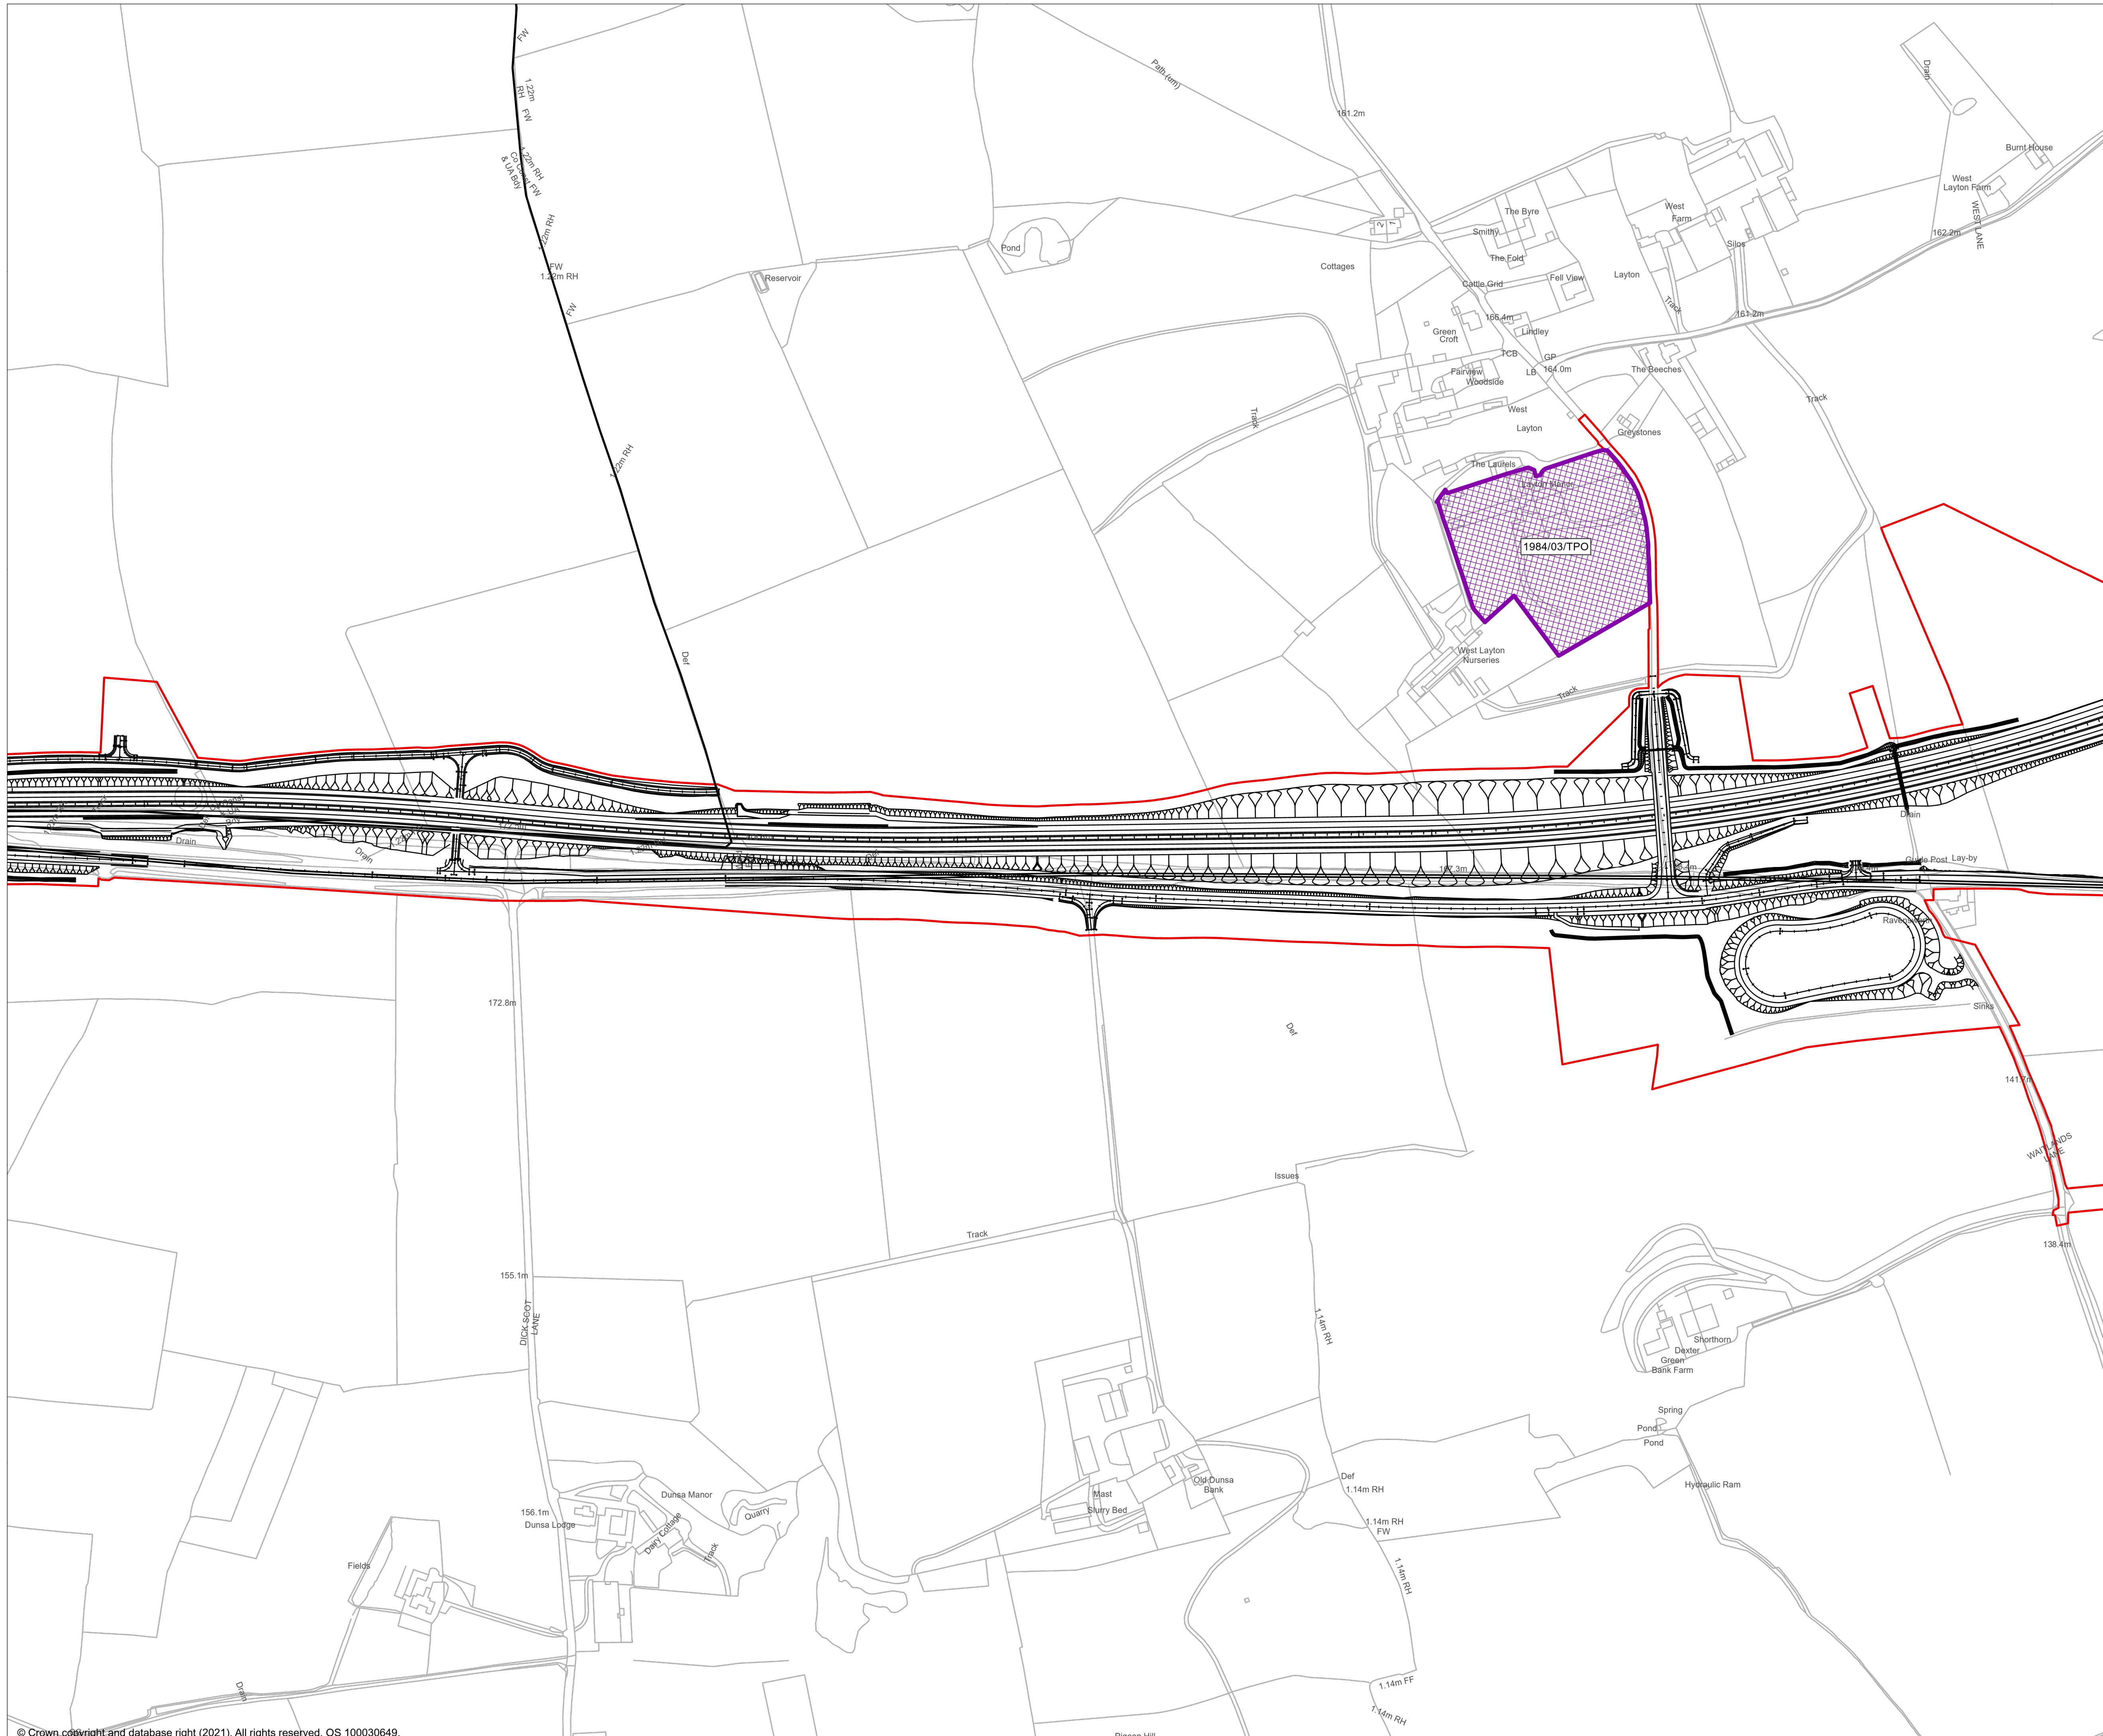 FW
1.22m
RH
FW
1.22m RH
Co Const FW
& UA Bdy
1.22m RH
FW
1.22m RH
FW
1.22m RH
Def
Path (um)
161.2m
Drain
Burnt House
West
Layton Farm
WEST LANE
162.2m
The Byre
Smithy
The Fold
West
Farm
Silos
2
1
Pond
Reservoir
Cottages
Cattle Grid
Fell View
Layton
Track
166.4m
Lindley
161.2m
Green
Croft
TCB
GP
LB
164.0m
Fairview
Woodside
The Beeches
Track
Track
West
Layton
Greystones
The Laurels
Layton Manor
1984/03/TPO
West Layton
Nurseries
Track
Drain
Drain
Drain
Guide Post
Lay-by
167.3m
Ravensworth
Sinks
172.8m
Def
141.7m
WAITLANDS
LANE
Issues
Track
138.4m
155.1m
DICK SCOT
LANE
1.14m RH
Shorthorn
Dexter
Green
Bank Farm
Spring
Pond
Pond
Hydraulic Ram
Old Dunsa
Bank
Def
1.14m RH
Mast
Slurry Bed
1.14m RH
FW
Dunsa Manor
Quarry
156.1m
Dunsa Lodge
Dairy Cottage
Track
Fields
1.14m RH
Drain
1.14m FF
1.14m RH
© Crown copyright and database right (2021). All rights reserved. OS 100030649.
Pigeon Hill